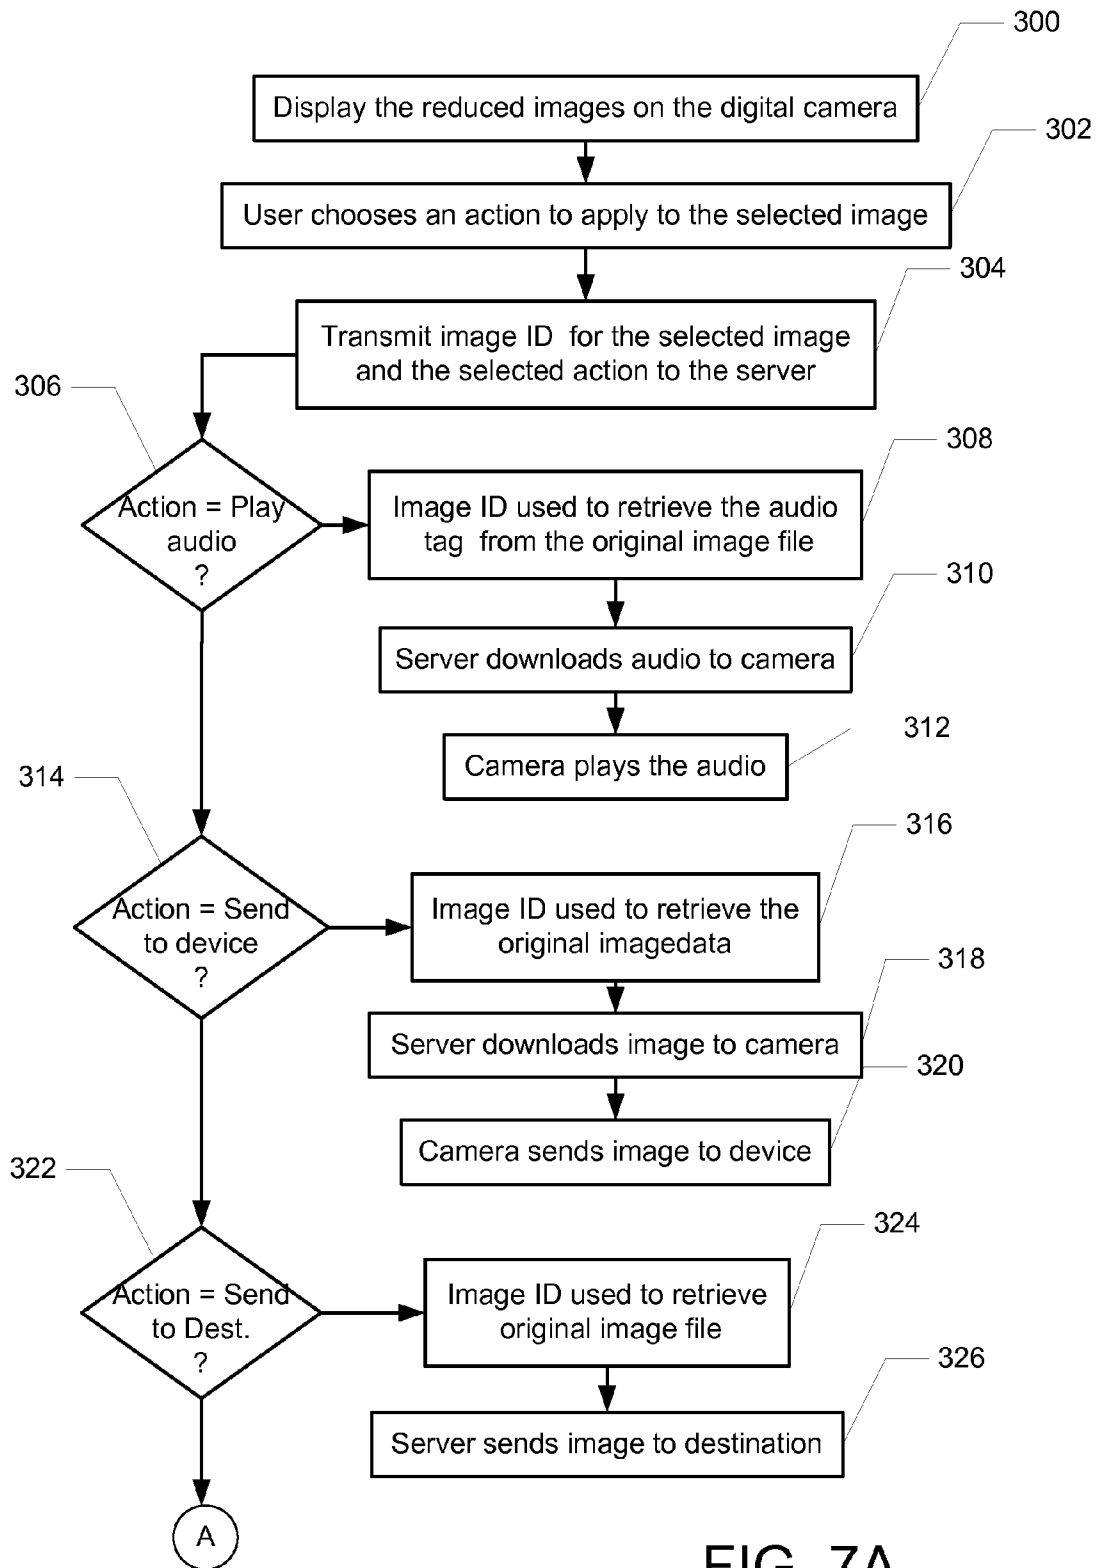 300
Display the reduced images on the digital camera
302
User chooses an action to apply to the selected image
304
Transmit image ID for the selected image
and the selected action to the server
306
Action = Play
audio
?
308
Image ID used to retrieve the audio
tag from the original image file
310
Server downloads audio to camera
312
Camera plays the audio
314
Action = Send
to device
?
316
Image ID used to retrieve the
original imagedata
318
Server downloads image to camera
320
Camera sends image to device
322
Action = Send
to Dest.
?
324
Image ID used to retrieve
original image file
326
Server sends image to destination
A
FIG. 7A